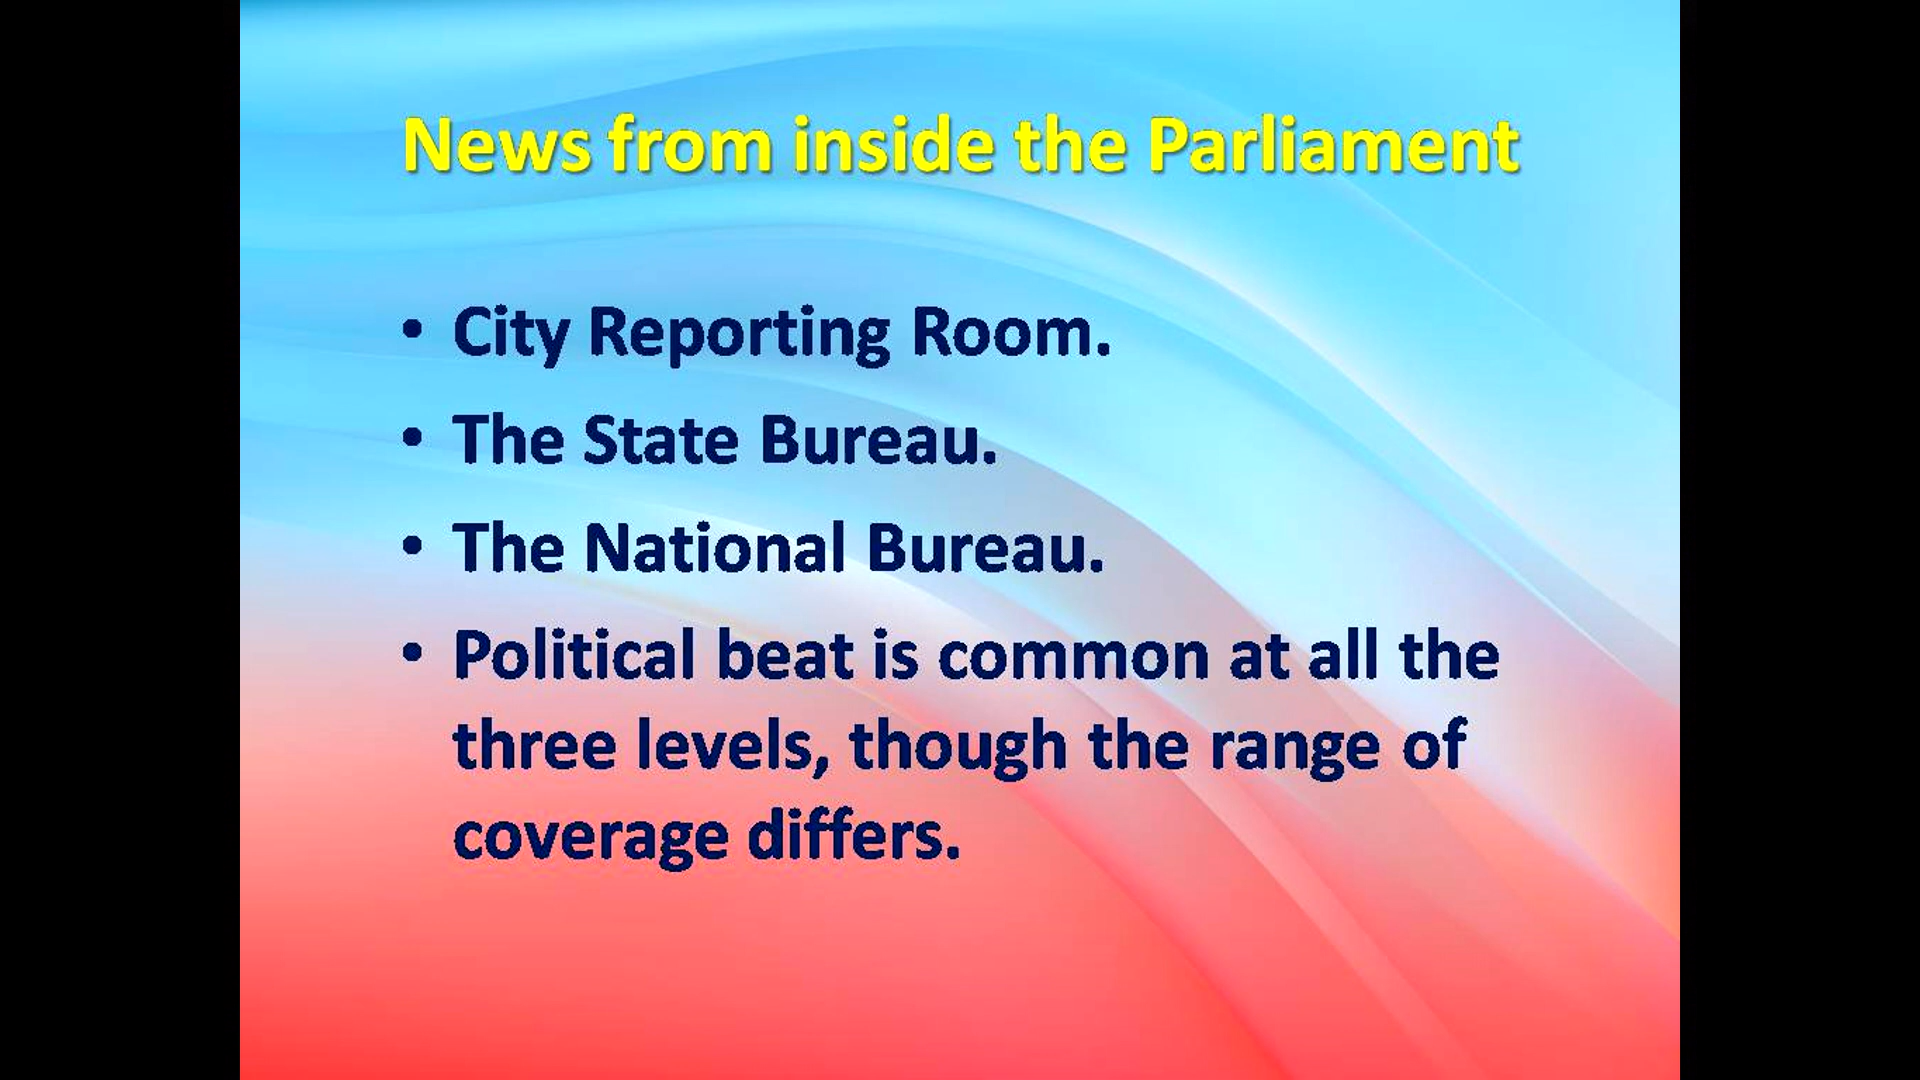 News from inside the Parliament
• City Reporting Room.
• The State Bureau.
• The National Bureau.
• Political beat is common at all the
three levels, though the range of
coverage differs.